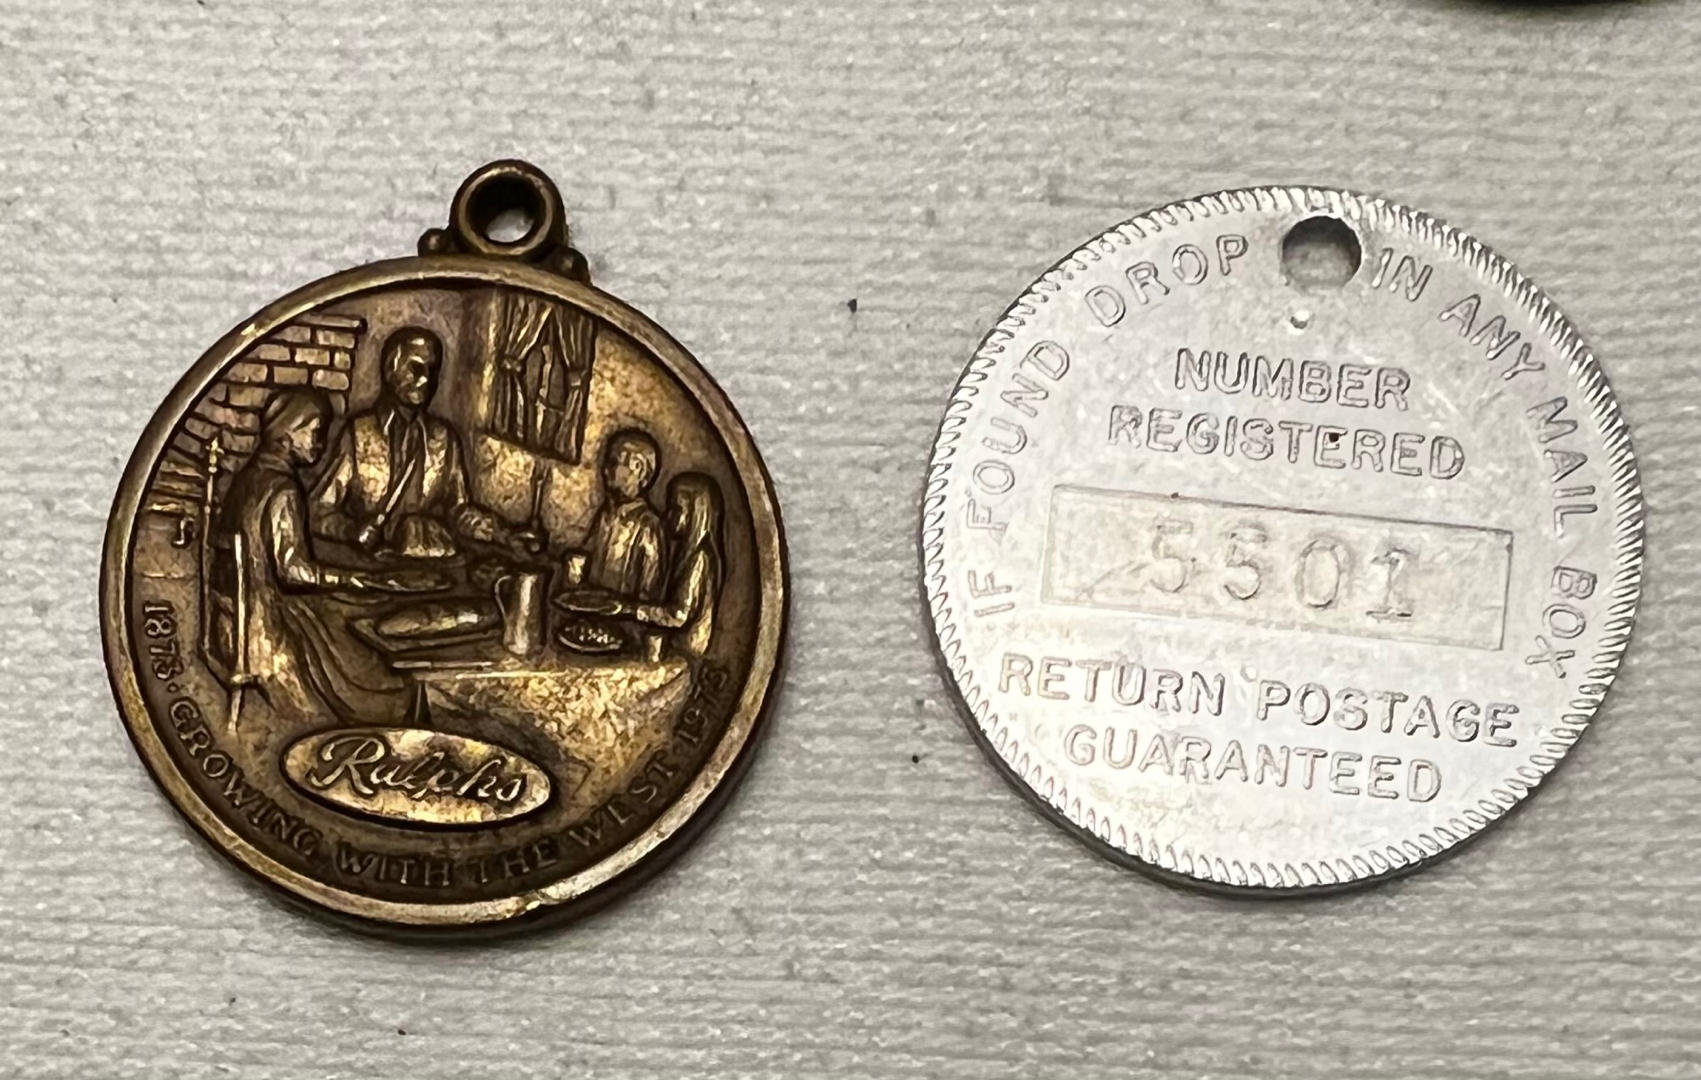 Ralphs
1873·GROWING WITH THE WEST·1973
IF FOUND DROP IN ANY MAIL BOX
NUMBER
REGISTERED
5501
RETURN POSTAGE
GUARANTEED